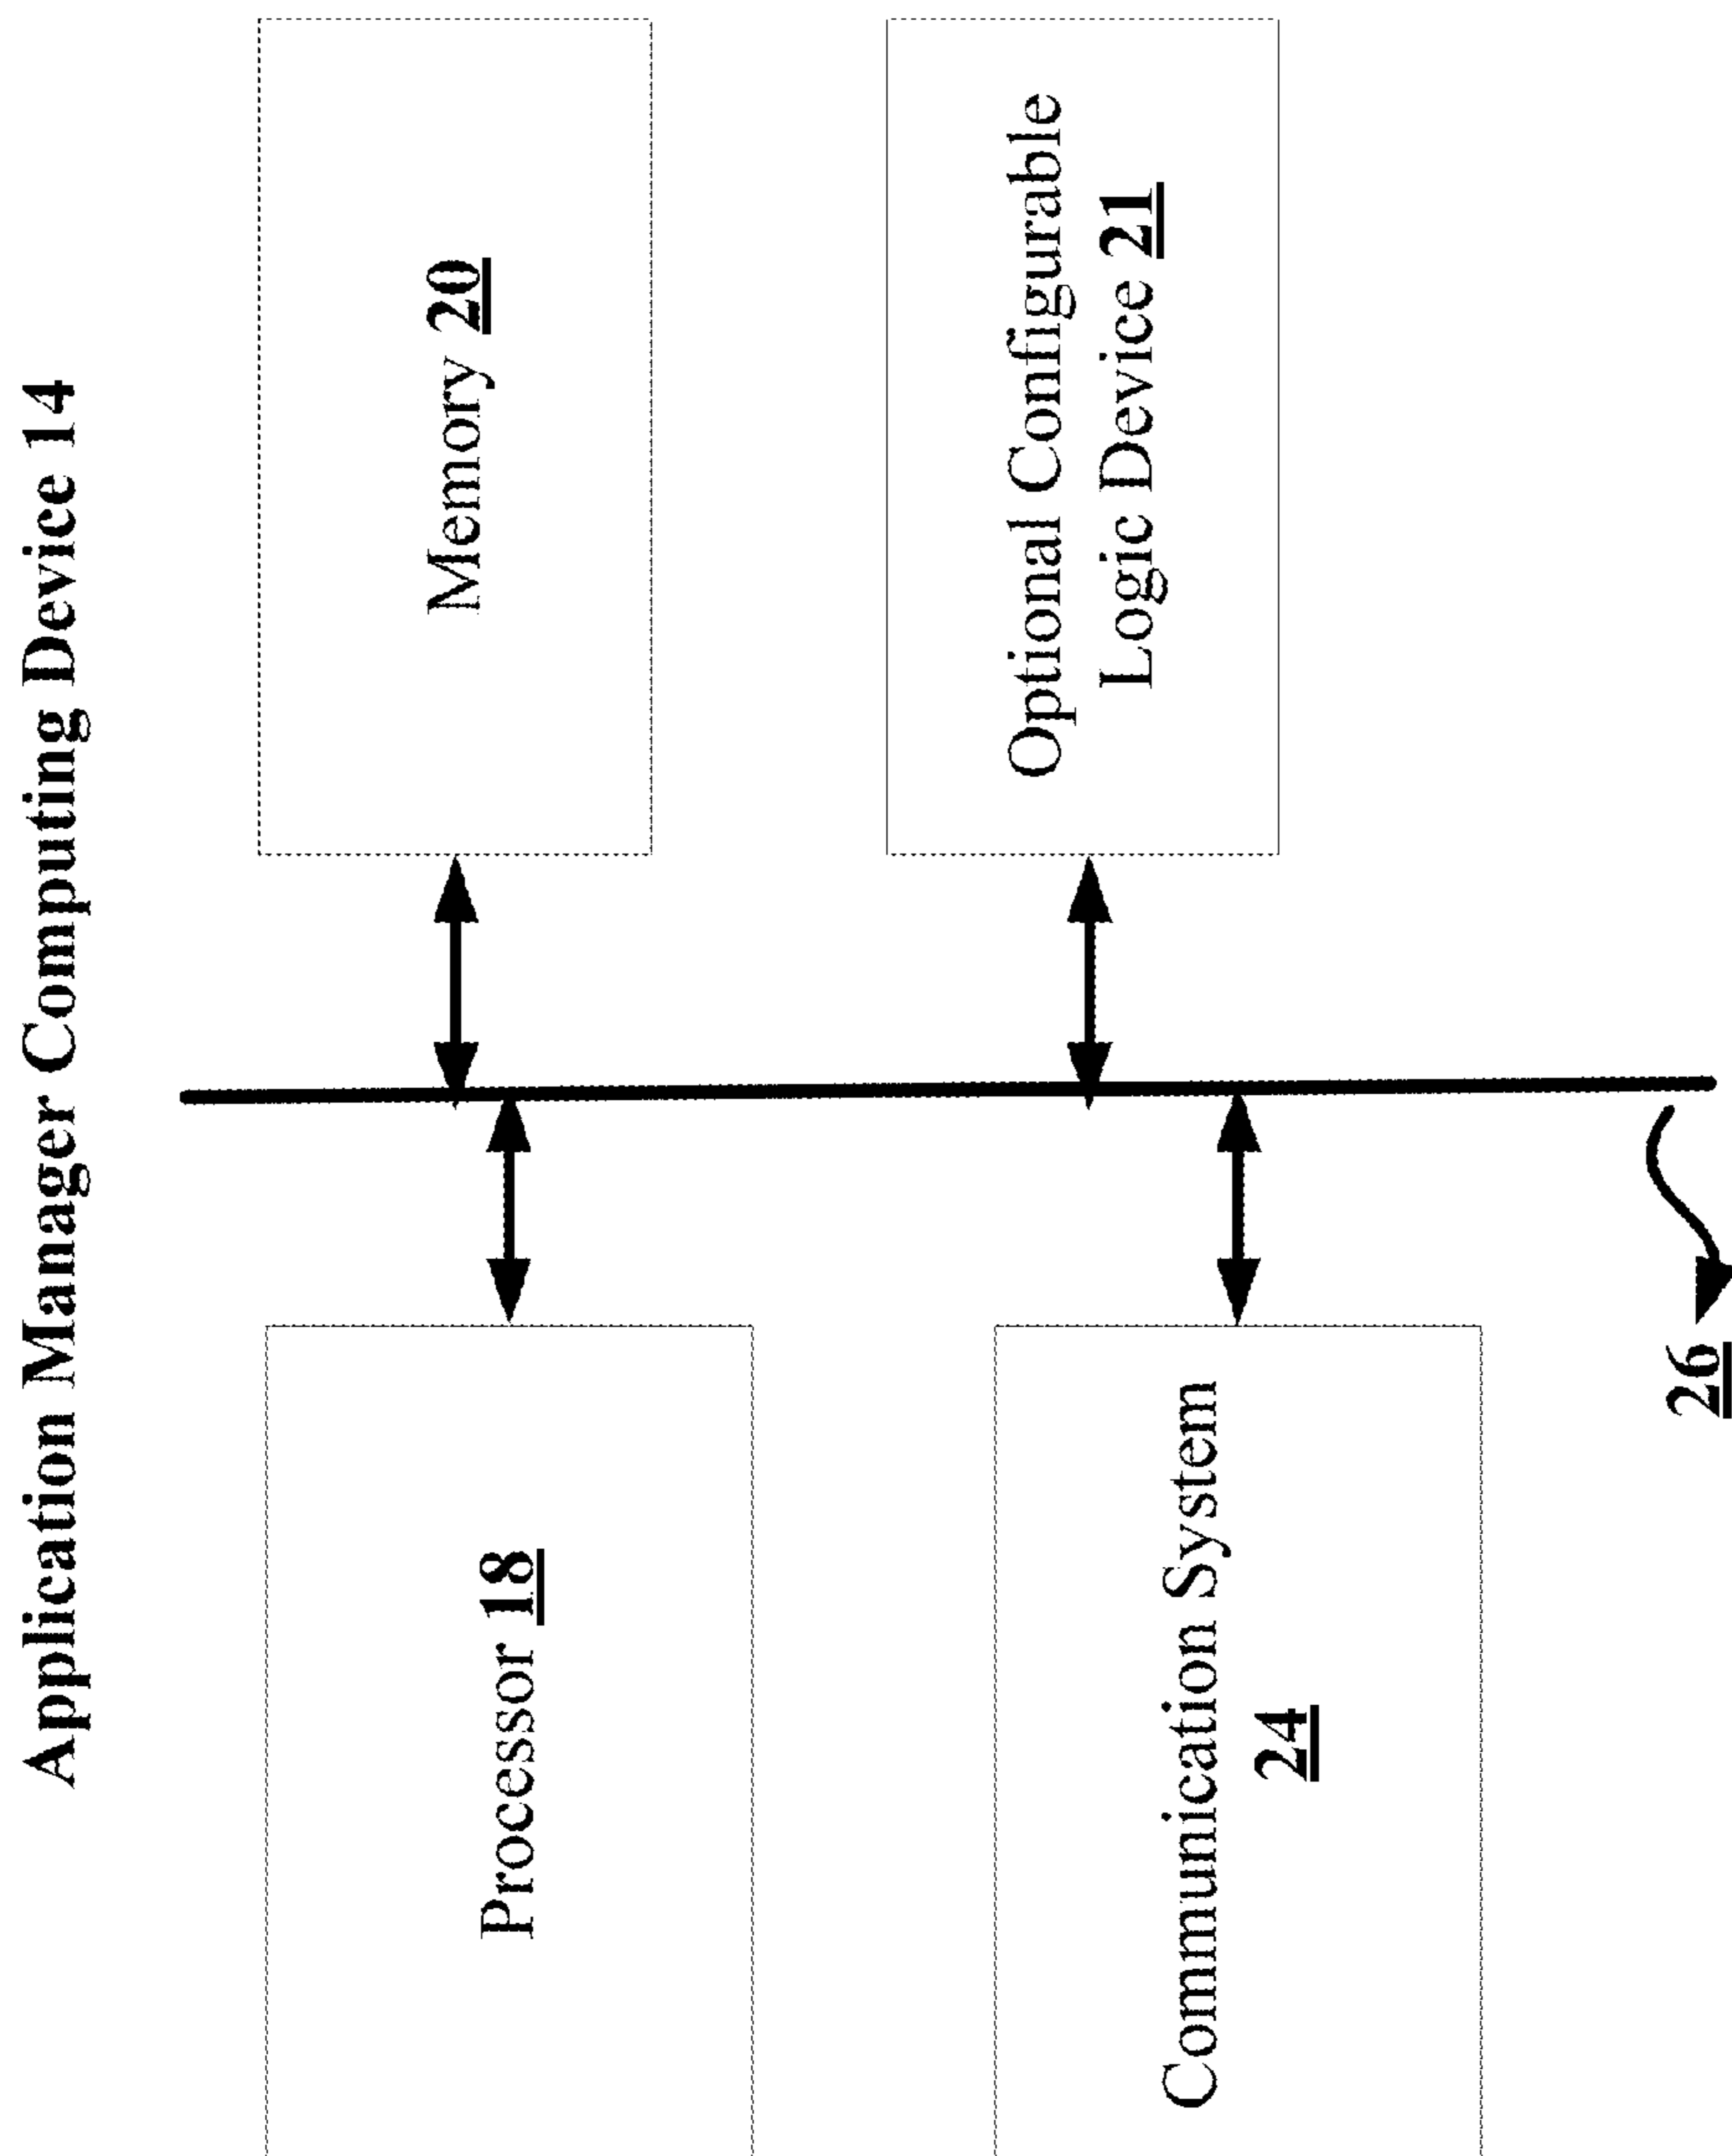 Application Manager Computing Device 14
Processor 18
Memory 20
Communication System
24
Optional Configurable
Logic Device 21
26